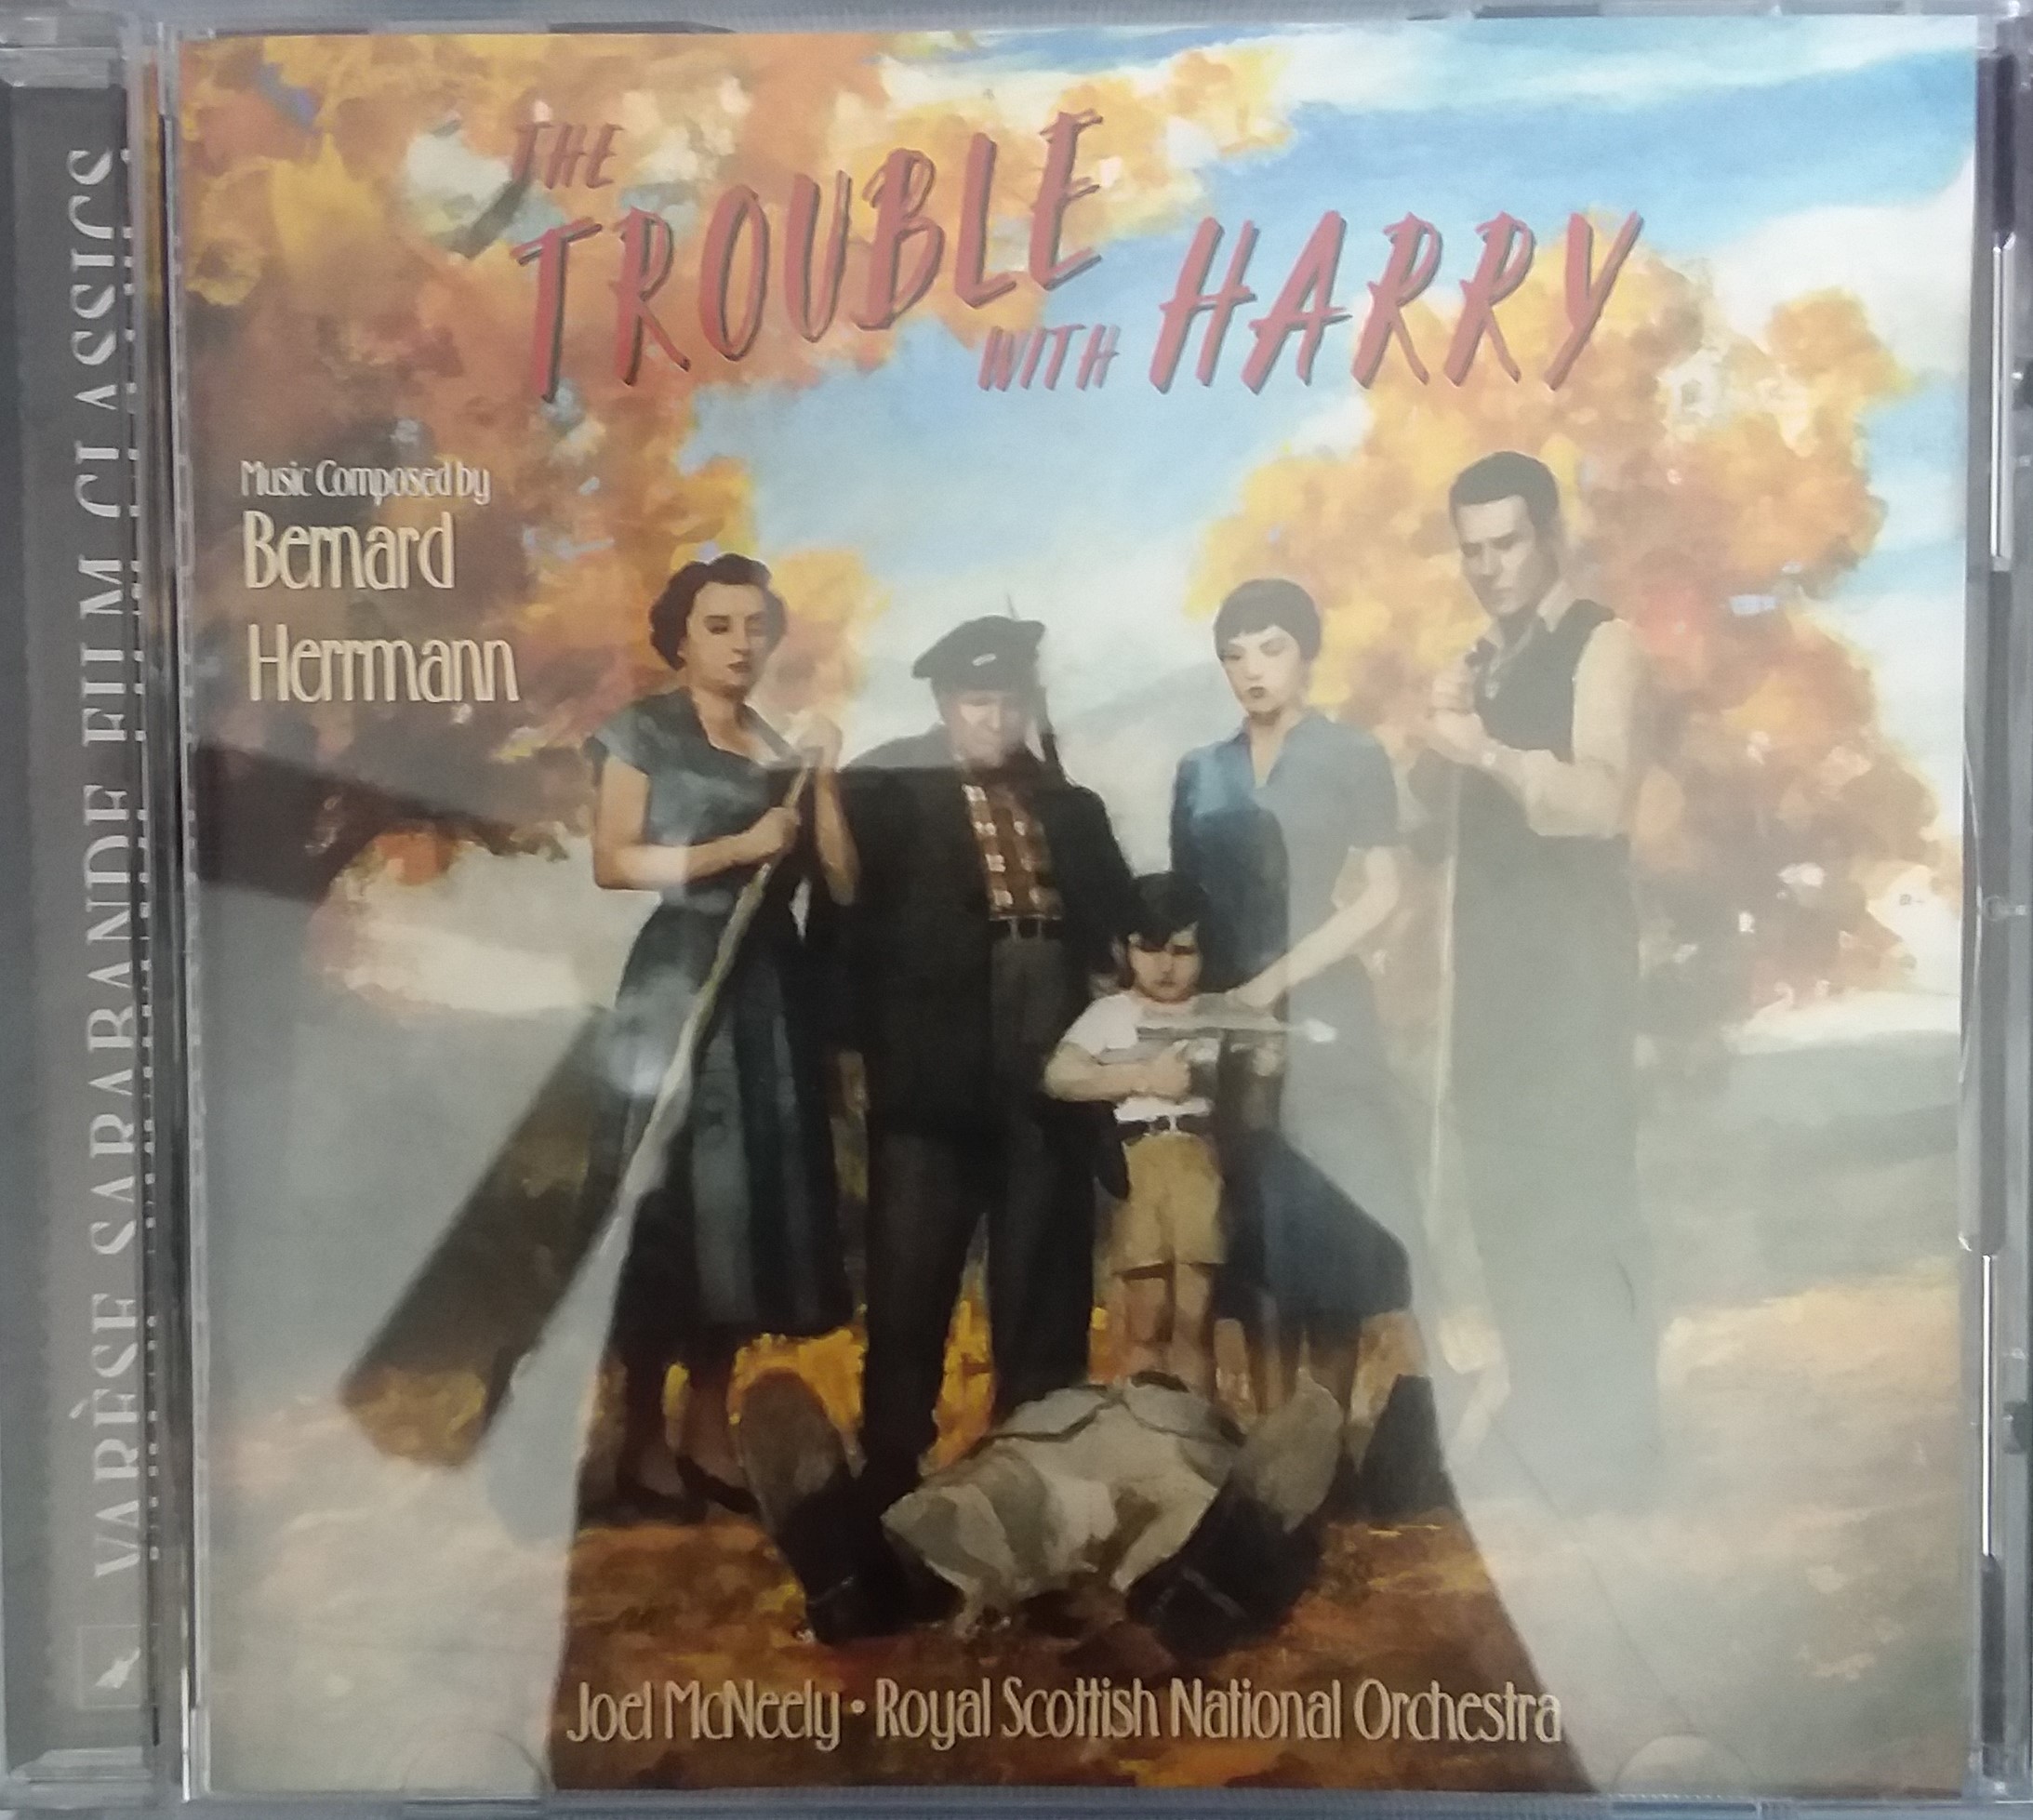 THE
TROUBLE
WITH HARRY
Music Composed by
Bernard
Herrmann
Joel McNeely • Royal Scottish National Orchestra
VARÈSE SARABANDE FILM CLASSICS